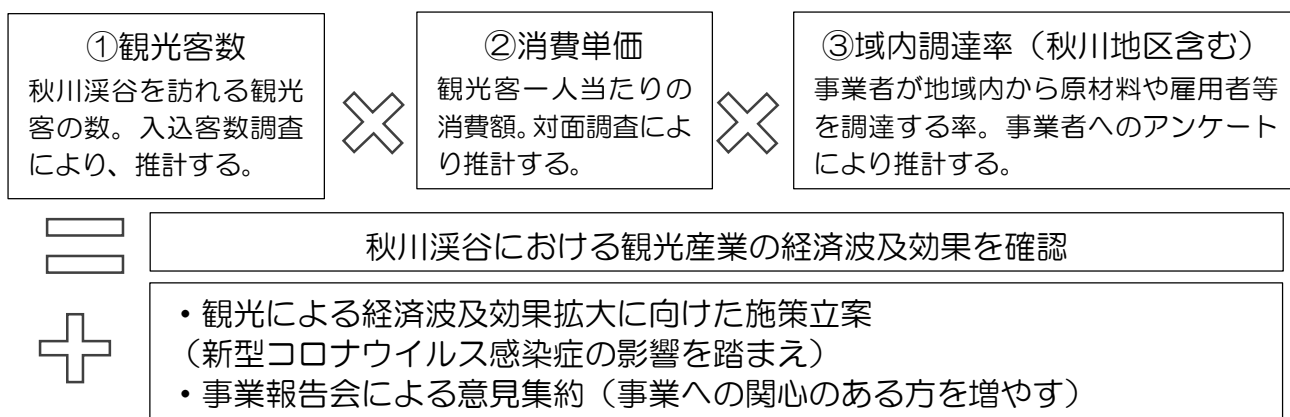 ①観光客数
秋川渓谷を訪れる観光
客の数。入込客数調査
により、推計する。
②消費単価
観光客一人当たりの
消費額。対面調査によ
り推計する。
③域内調達率（秋川地区含む）
事業者が地域内から原材料や雇用者等
を調達する率。事業者へのアンケート
により推計する。
秋川渓谷における観光産業の経済波及効果を確認
・観光による経済波及効果拡大に向けた施策立案
（新型コロナウイルス感染症の影響を踏まえ）
・事業報告会による意見集約（事業への関心のある方を増やす）